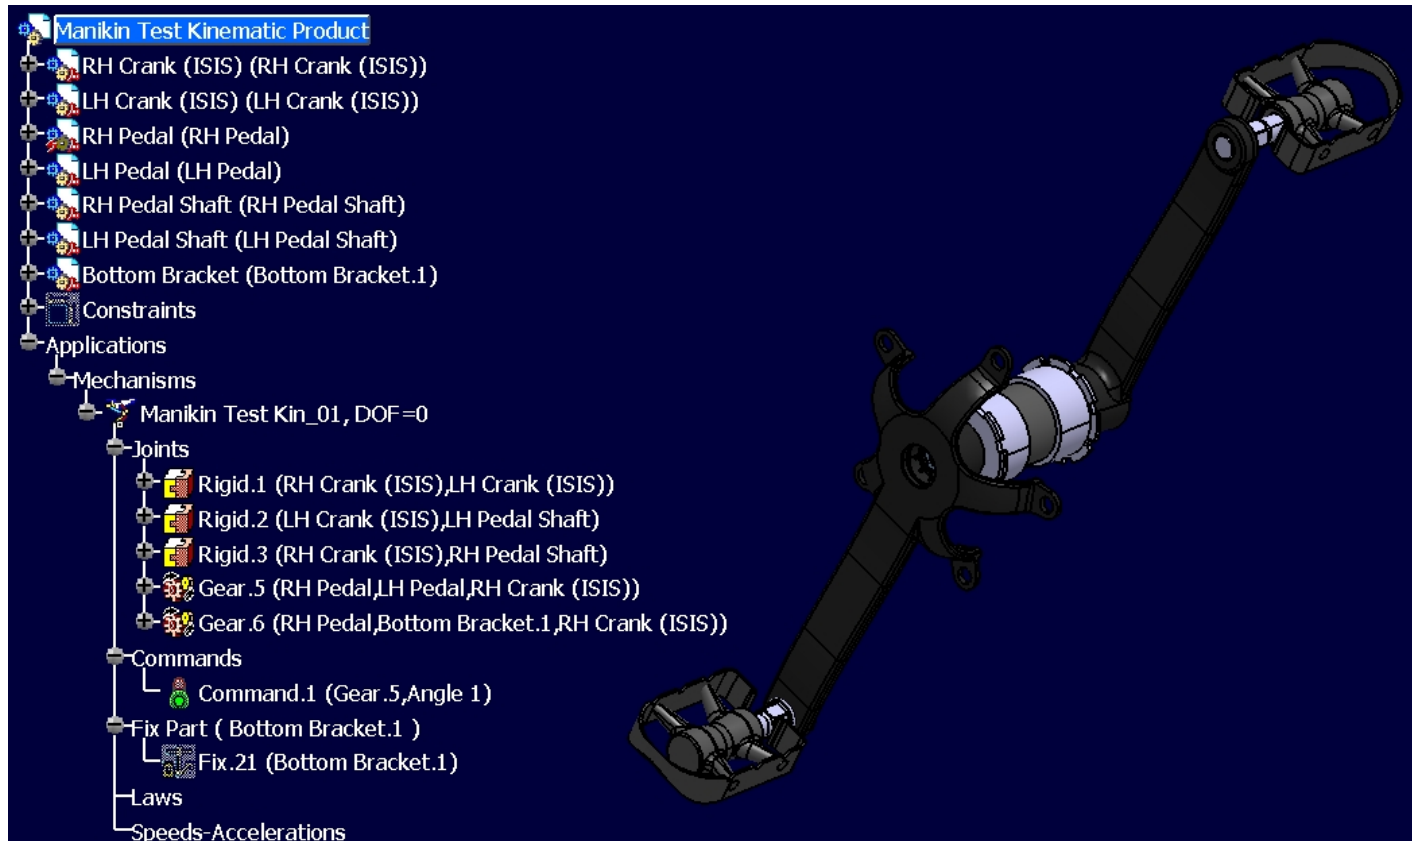 Manikin Test Kinematic Product
RH Crank (ISIS) (RH Crank (ISIS))
LH Crank (ISIS) (LH Crank (ISIS))
RH Pedal (RH Pedal)
LH Pedal (LH Pedal)
RH Pedal Shaft (RH Pedal Shaft)
LH Pedal Shaft (LH Pedal Shaft)
Bottom Bracket (Bottom Bracket.1)
Constraints
Applications
Mechanisms
Manikin Test Kin_01, DOF=0
Joints
Rigid.1 (RH Crank (ISIS),LH Crank (ISIS))
Rigid.2 (LH Crank (ISIS),LH Pedal Shaft)
Rigid.3 (RH Crank (ISIS),RH Pedal Shaft)
Gear.5 (RH Pedal,LH Pedal,RH Crank (ISIS))
Gear.6 (RH Pedal,Bottom Bracket.1,RH Crank (ISIS))
Commands
Command.1 (Gear.5,Angle 1)
Fix Part ( Bottom Bracket.1 )
Fix.21 (Bottom Bracket.1)
Laws
Speeds-Accelerations